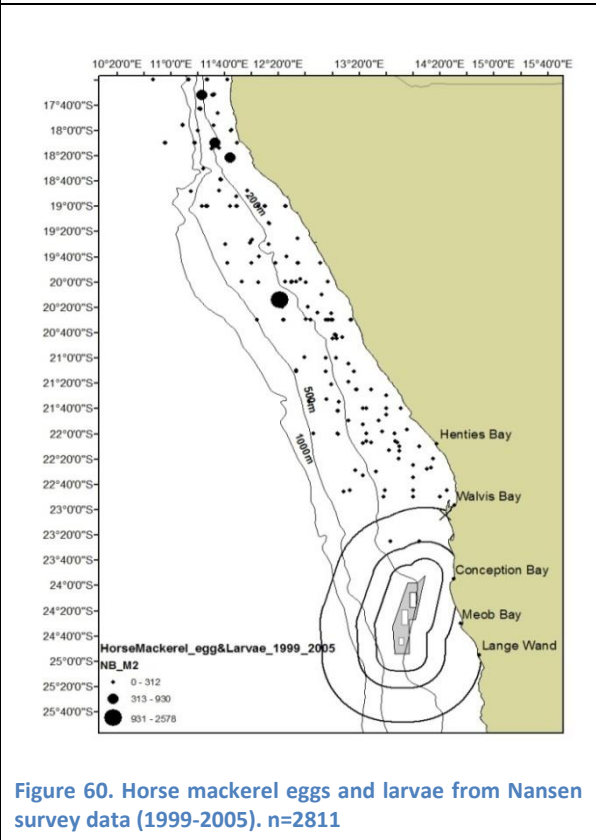 10°20'0"E 11°0'0"E 11°40'0"E 12°20'0"E 13°20'0"E 14°20'0"E 15°0'0"E 15°40'0"E
17°40'0"S
18°0'0"S
18°20'0"S
18°40'0"S
19°0'0"S
200m
19°20'0"S
19°40'0"S
20°0'0"S
20°20'0"S
20°40'0"S
21°0'0"S
21°20'0"S
500m
21°40'0"S
22°0'0"S
Henties Bay
1000m
22°20'0"S
22°40'0"S
Walvis Bay
23°0'0"S
23°20'0"S
23°40'0"S
Conception Bay
24°0'0"S
24°20'0"S
Meob Bay
24°40'0"S
Lange Wand
HorseMackerel_egg&Larvae_1999_2005
25°0'0"S
NB_M2
0 - 312
25°20'0"S
313 - 930
25°40'0"S
931 - 2578
Figure 60. Horse mackerel eggs and larvae from Nansen
survey data (1999-2005). n=2811